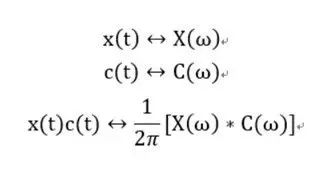 x(t) ↔ X(ω)↵
c(t) ↔ C(ω)↵
x(t)c(t) ↔ 1/2π [X(ω) ∗ C(ω)]↵